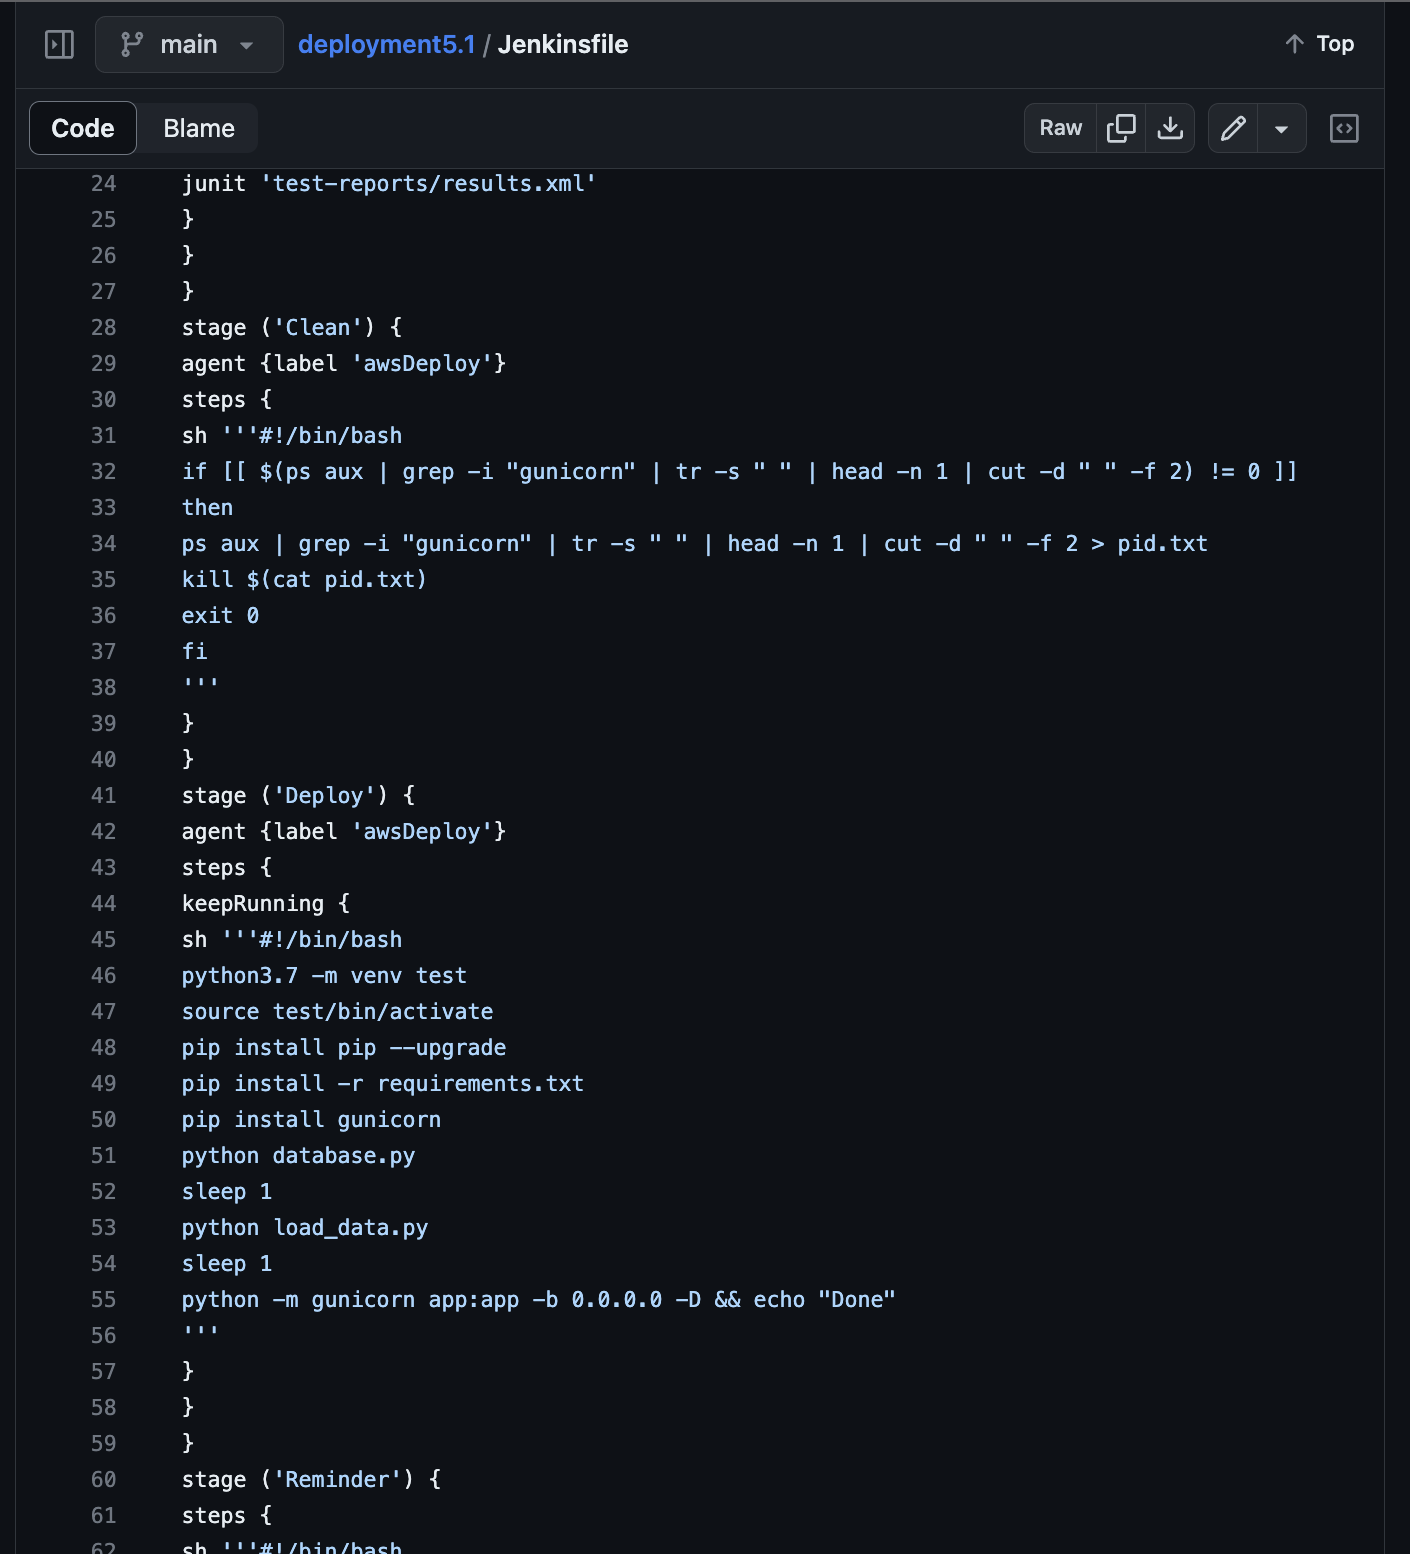 main deployment5.1 / Jenkinsfile Top
Code Blame Raw
24 junit 'test-reports/results.xml'
25 }
26 }
27 }
28 stage ('Clean') {
29 agent {label 'awsDeploy'}
30 steps {
31 sh '''#!/bin/bash
32 if [[ $(ps aux | grep -i "gunicorn" | tr -s " " | head -n 1 | cut -d " " -f 2) != 0 ]]
33 then
34 ps aux | grep -i "gunicorn" | tr -s " " | head -n 1 | cut -d " " -f 2 > pid.txt
35 kill $(cat pid.txt)
36 exit 0
37 fi
38 '''
39 }
40 }
41 stage ('Deploy') {
42 agent {label 'awsDeploy'}
43 steps {
44 keepRunning {
45 sh '''#!/bin/bash
46 python3.7 -m venv test
47 source test/bin/activate
48 pip install pip --upgrade
49 pip install -r requirements.txt
50 pip install gunicorn
51 python database.py
52 sleep 1
53 python load_data.py
54 sleep 1
55 python -m gunicorn app:app -b 0.0.0.0 -D && echo "Done"
56 '''
57 }
58 }
59 }
60 stage ('Reminder') {
61 steps {
62 sh '''#!/bin/bash